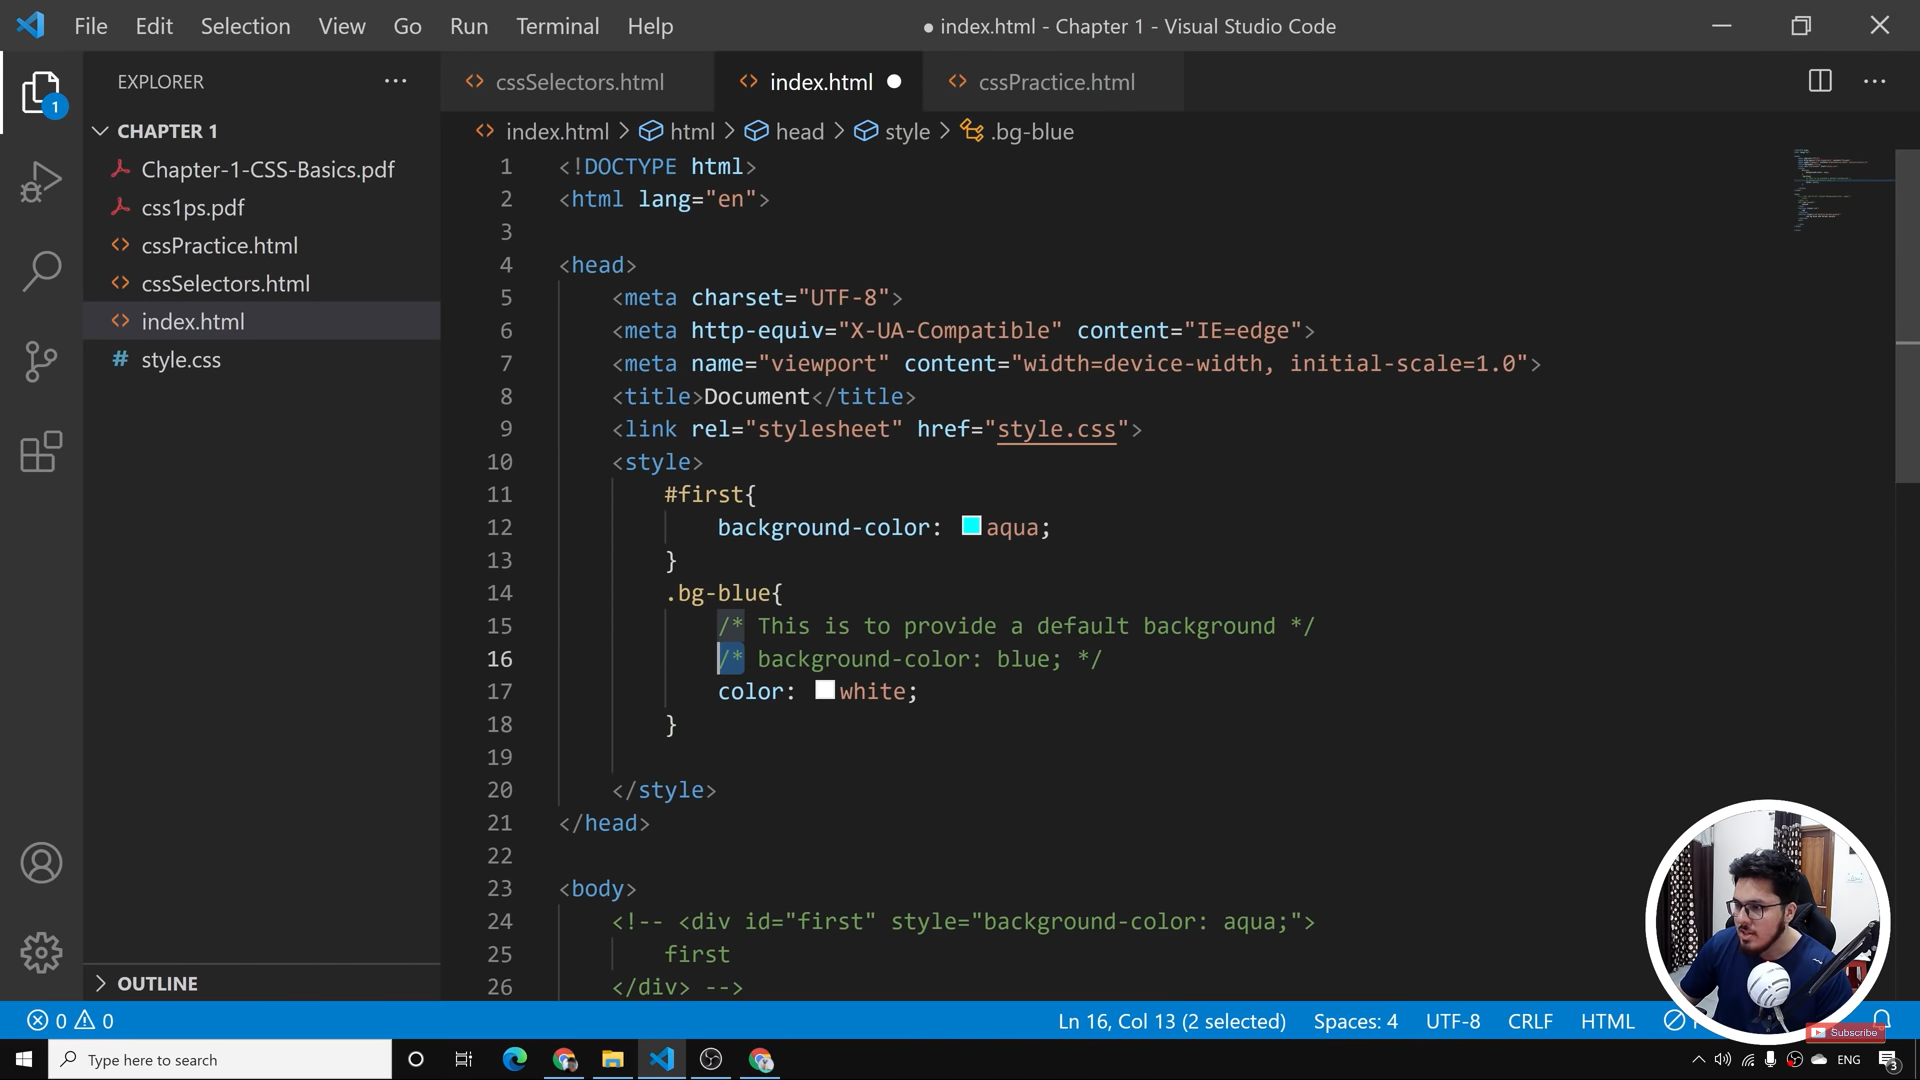 File Edit Selection View Go Run Terminal Help
● index.html - Chapter 1 - Visual Studio Code
EXPLORER
1
CHAPTER 1
Chapter-1-CSS-Basics.pdf
css1ps.pdf
cssPractice.html
cssSelectors.html
index.html
# style.css
OUTLINE
cssSelectors.html index.html cssPractice.html
index.html > html > head > style > .bg-blue
1 <!DOCTYPE html>
2 <html lang="en">
3
4 <head>
5 <meta charset="UTF-8">
6 <meta http-equiv="X-UA-Compatible" content="IE=edge">
7 <meta name="viewport" content="width=device-width, initial-scale=1.0">
8 <title>Document</title>
9 <link rel="stylesheet" href="style.css">
10 <style>
11 #first{
12 background-color: aqua;
13 }
14 .bg-blue{
15 /* This is to provide a default background */
16 /* background-color: blue; */
17 color: white;
18 }
19
20 </style>
21 </head>
22
23 <body>
24 <!-- <div id="first" style="background-color: aqua;">
25 first
26 </div> -->
0 0 Ln 16, Col 13 (2 selected) Spaces: 4 UTF-8 CRLF HTML
Subscribe
Type here to search
ENG 3